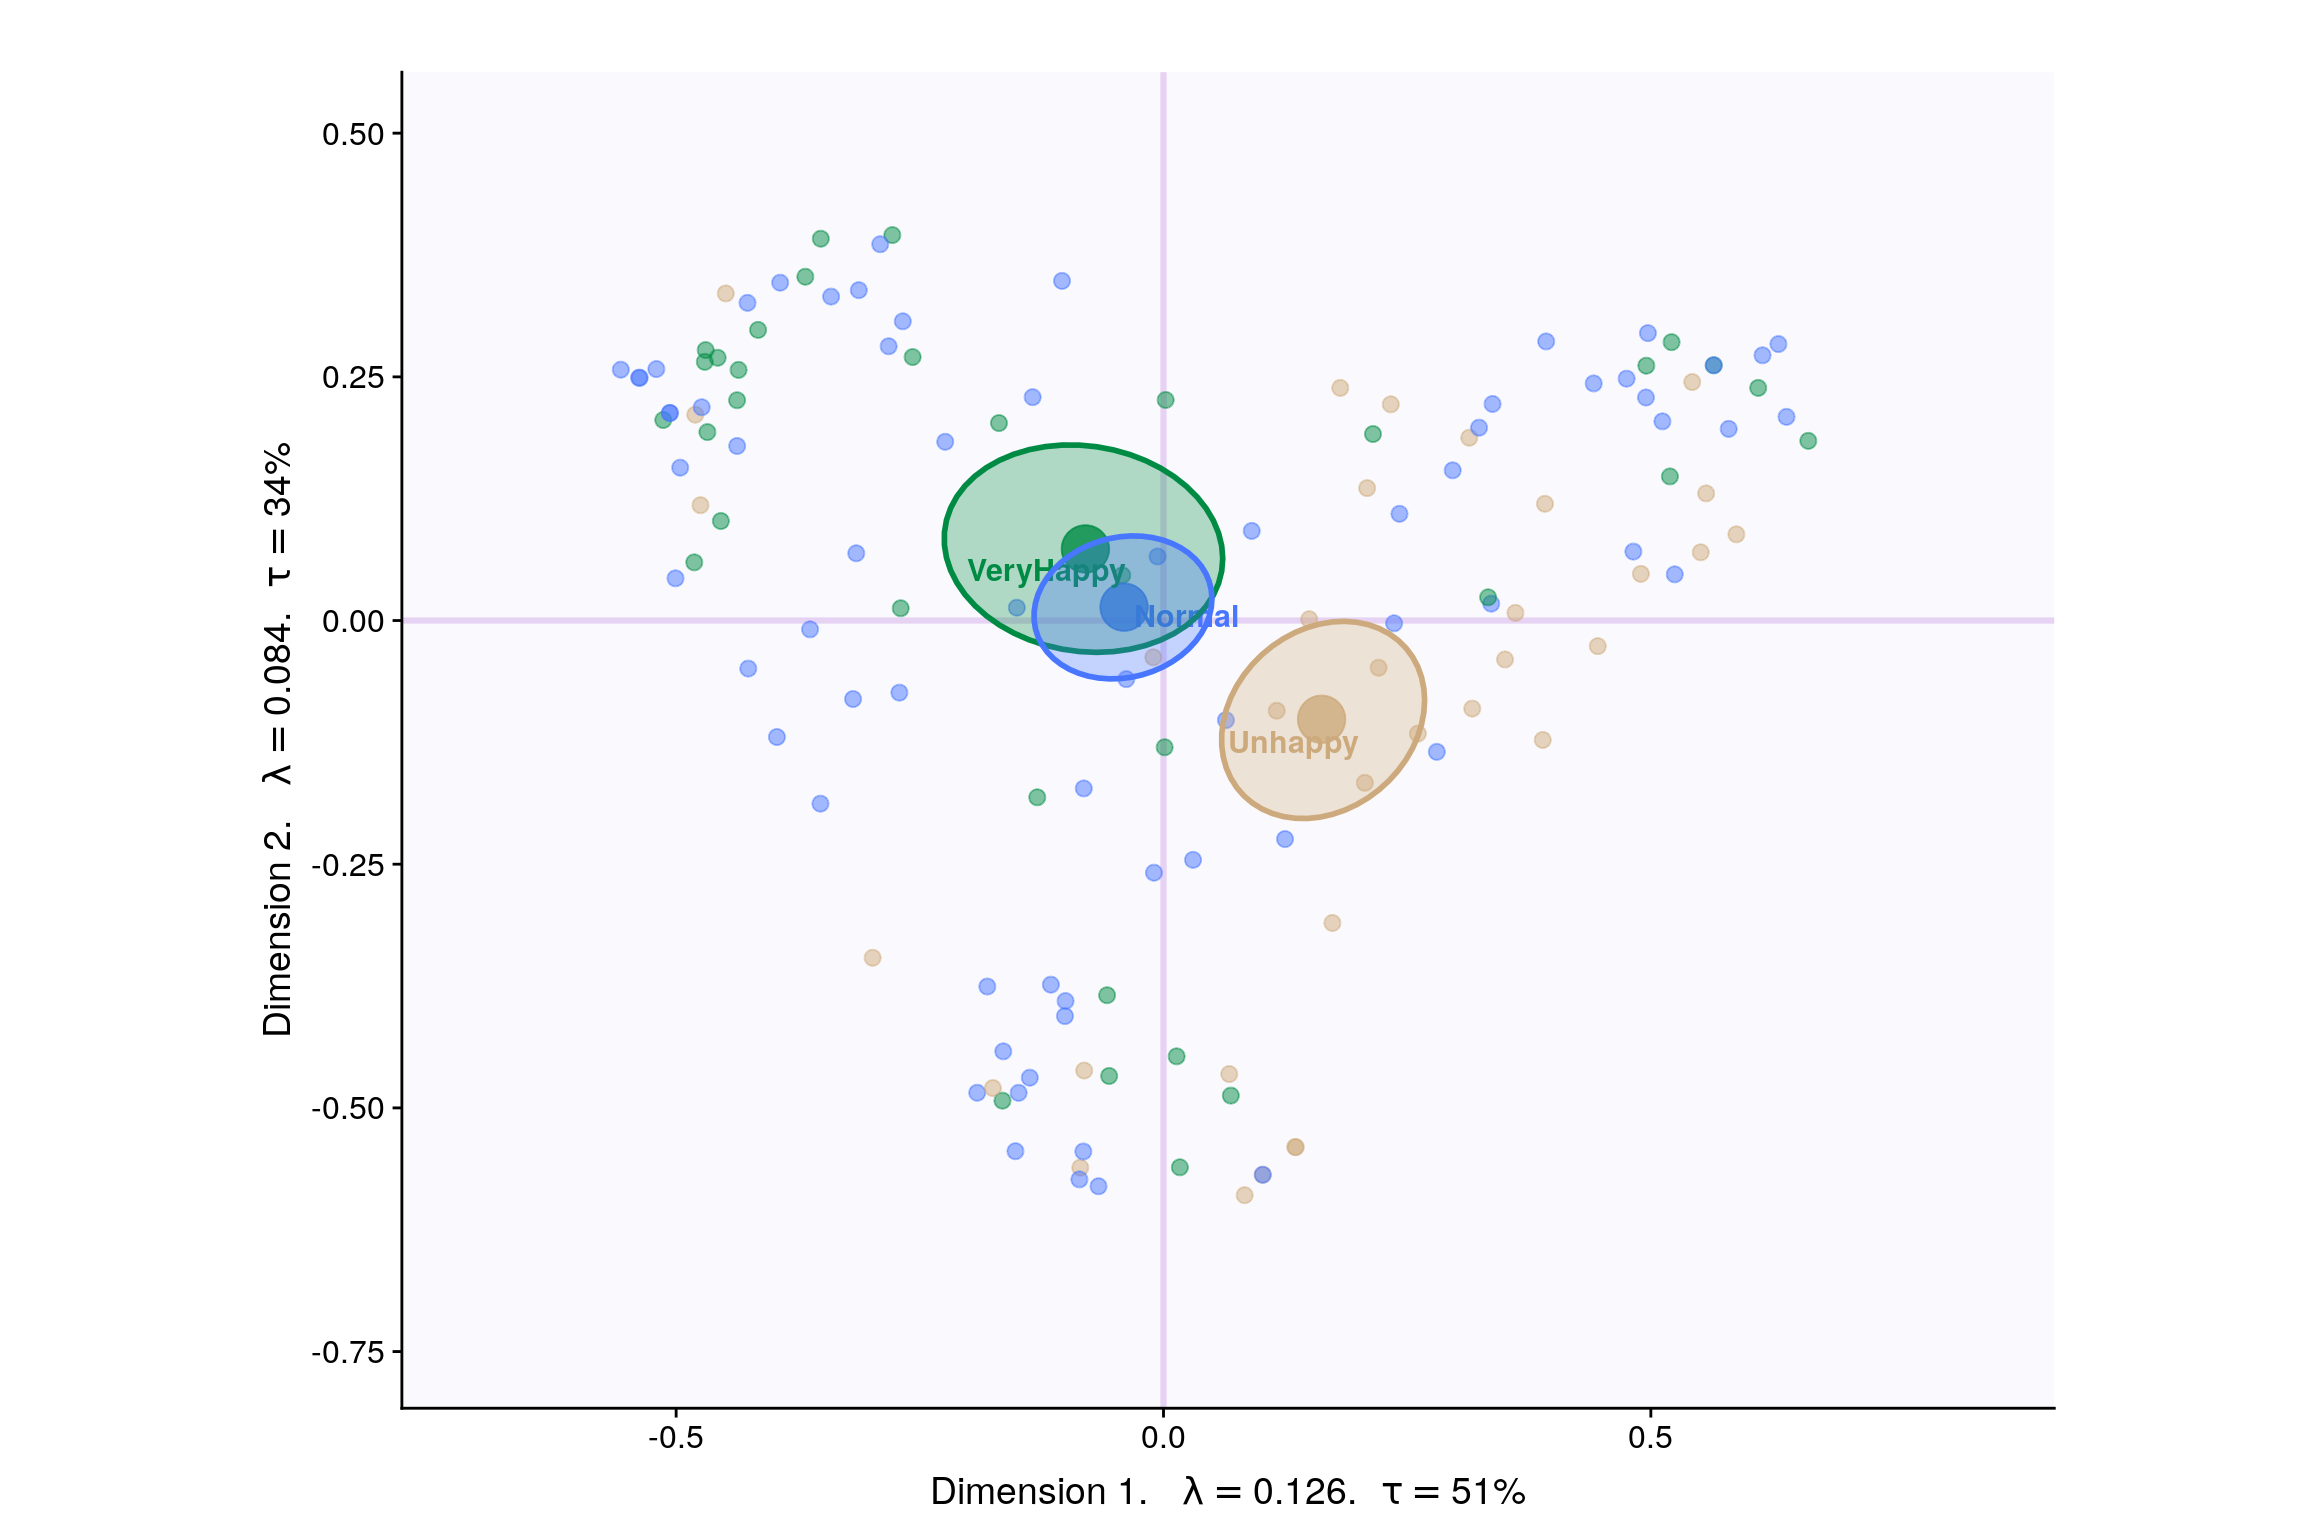 0.50
0.25
0.00
-0.25
-0.50
-0.75
Dimension 2.   λ = 0.084.   τ = 34%
VeryHappy
Normal
Unhappy
-0.5
0.0
0.5
Dimension 1.   λ = 0.126.   τ = 51%